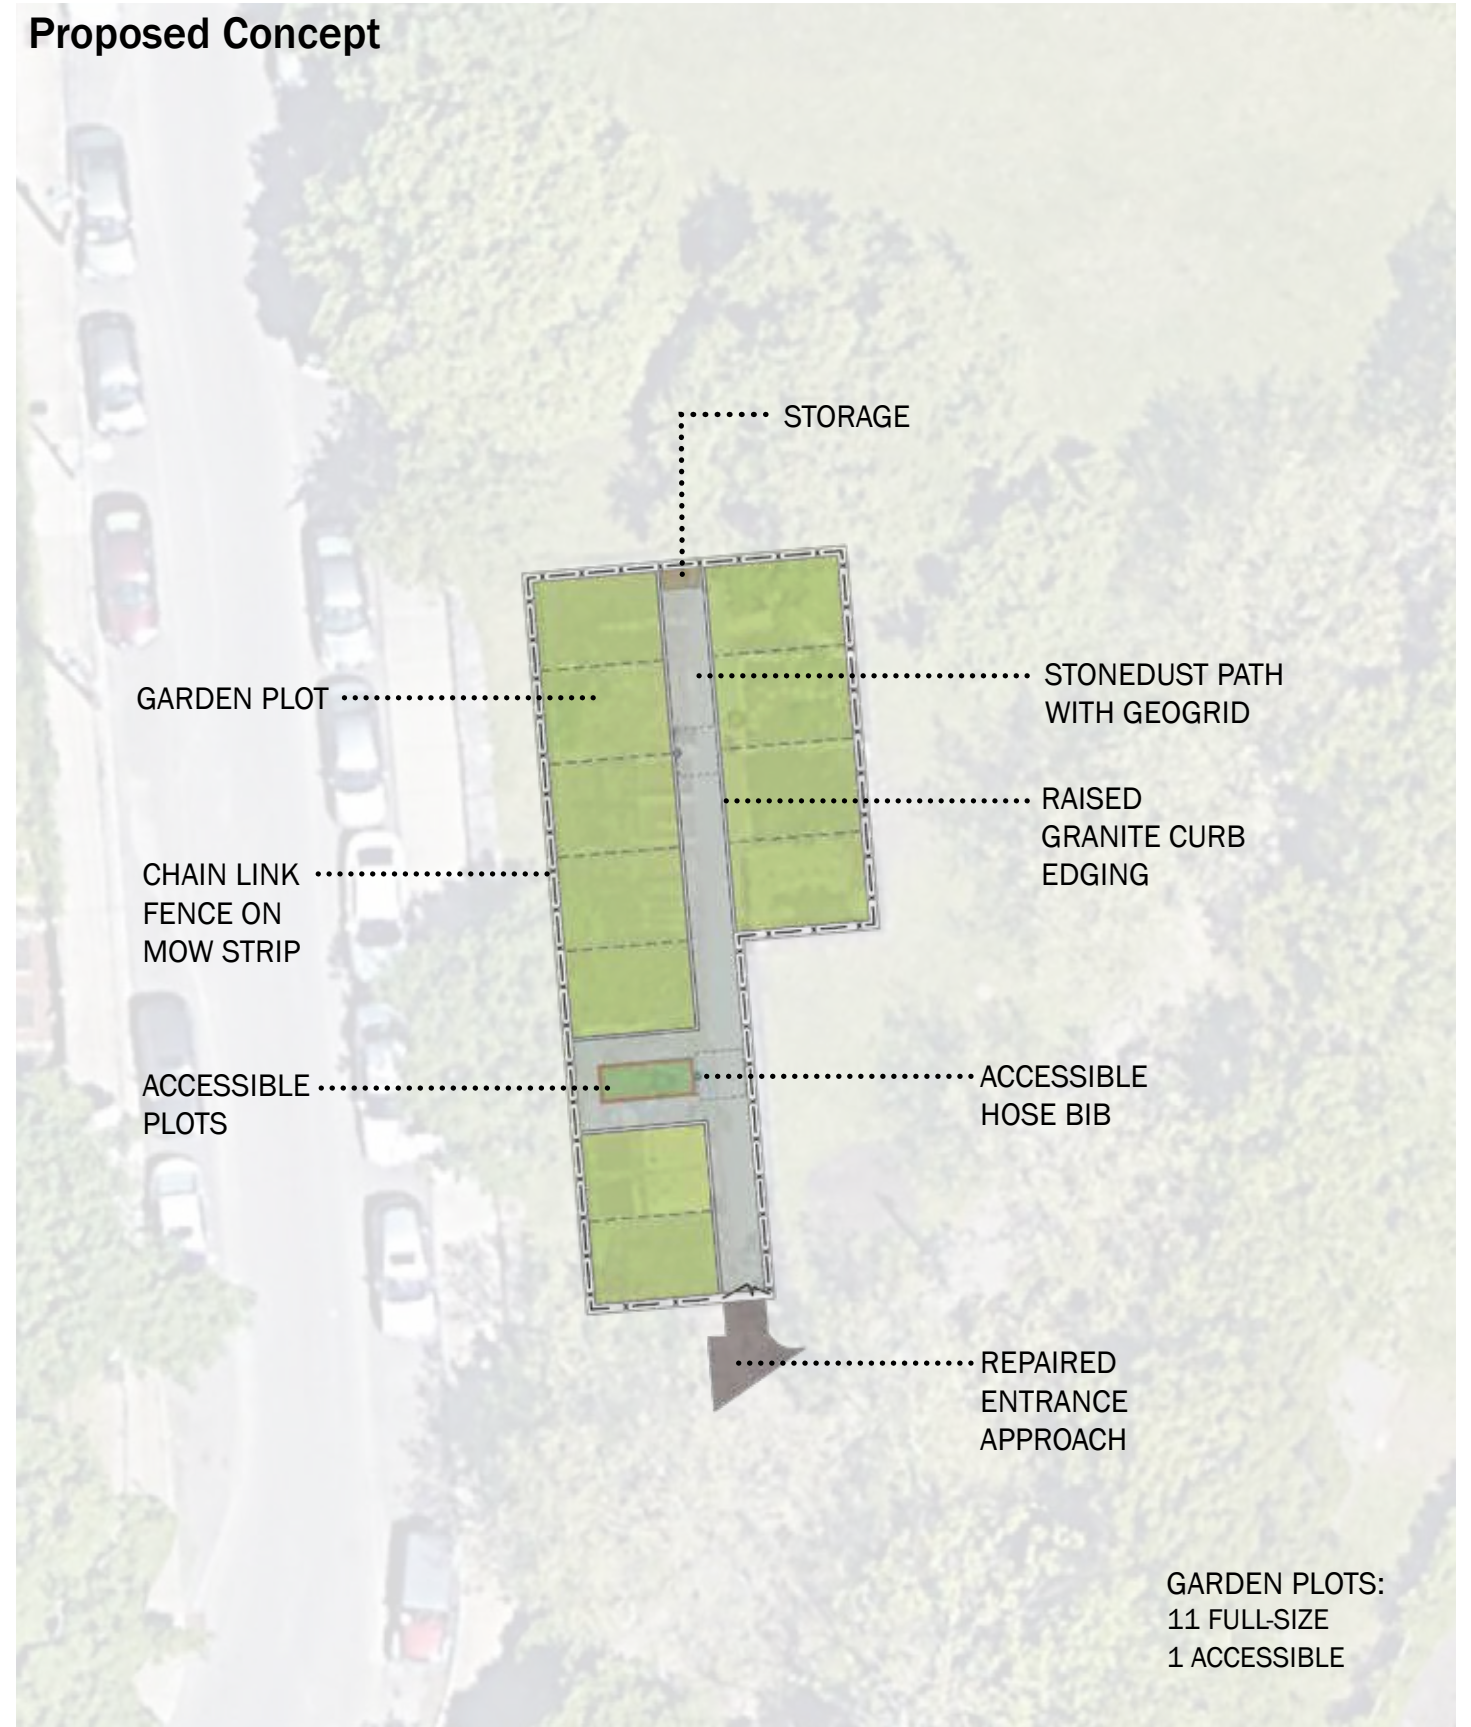 Proposed Concept
STORAGE
GARDEN PLOT
STONEDUST PATH
WITH GEOGRID
RAISED
GRANITE CURB
EDGING
CHAIN LINK
FENCE ON
MOW STRIP
ACCESSIBLE
PLOTS
ACCESSIBLE
HOSE BIB
REPAIRED
ENTRANCE
APPROACH
GARDEN PLOTS:
11 FULL-SIZE
1 ACCESSIBLE